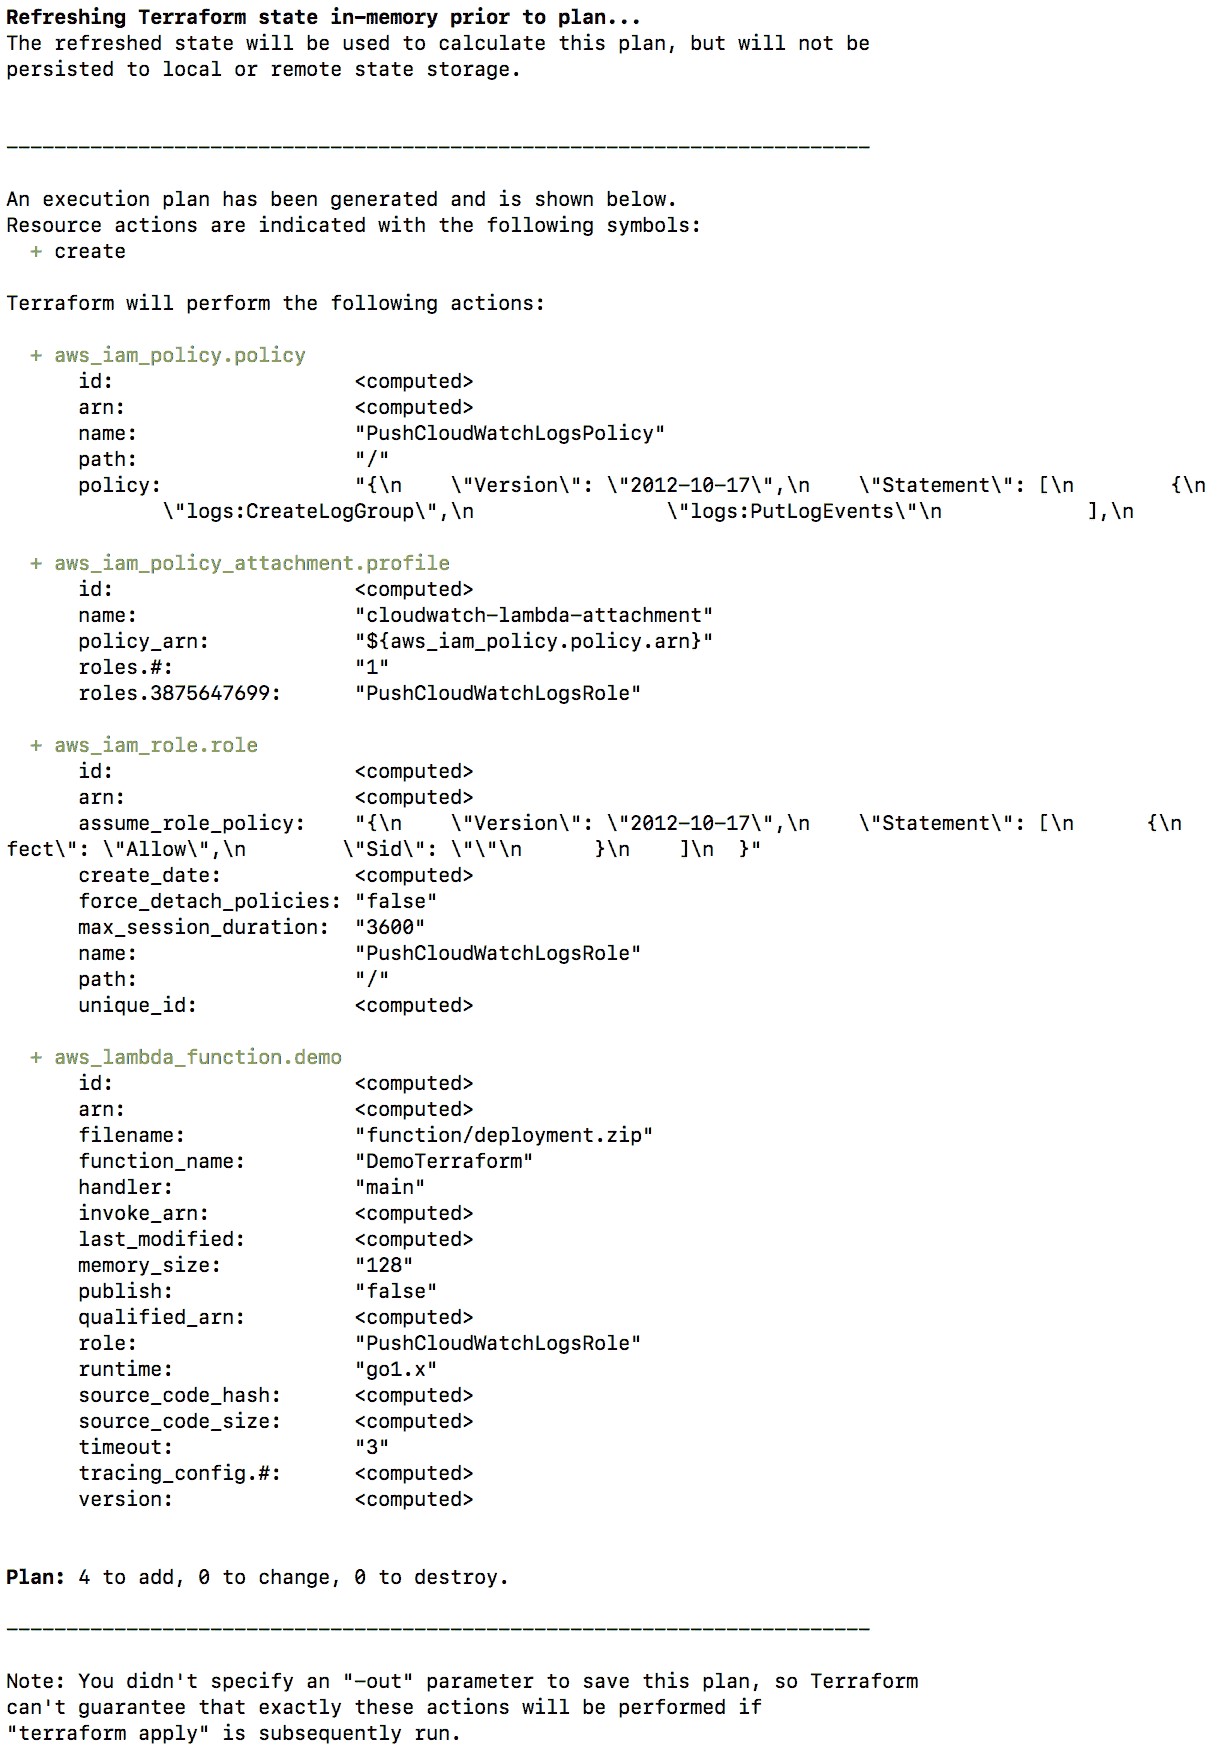 Refreshing Terraform state in-memory prior to plan...
The refreshed state will be used to calculate this plan, but will not be
persisted to local or remote state storage.
------------------------------------------------------------------------
An execution plan has been generated and is shown below.
Resource actions are indicated with the following symbols:
  + create
Terraform will perform the following actions:
  + aws_iam_policy.policy
      id:                    <computed>
      arn:                   <computed>
      name:                  "PushCloudWatchLogsPolicy"
      path:                  "/"
      policy:                "{\n    \"Version\": \"2012-10-17\",\n    \"Statement\": [\n        {\n
             \"logs:CreateLogGroup\",\n                \"logs:PutLogEvents\"\n            ],\n
  + aws_iam_policy_attachment.profile
      id:                    <computed>
      name:                  "cloudwatch-lambda-attachment"
      policy_arn:            "${aws_iam_policy.policy.arn}"
      roles.#:               "1"
      roles.3875647699:      "PushCloudWatchLogsRole"
  + aws_iam_role.role
      id:                    <computed>
      arn:                   <computed>
      assume_role_policy:    "{\n    \"Version\": \"2012-10-17\",\n    \"Statement\": [\n      {\n
fect\": \"Allow\",\n        \"Sid\": \"\"\n      }\n    ]\n  }"
      create_date:           <computed>
      force_detach_policies: "false"
      max_session_duration:  "3600"
      name:                  "PushCloudWatchLogsRole"
      path:                  "/"
      unique_id:             <computed>
  + aws_lambda_function.demo
      id:                    <computed>
      arn:                   <computed>
      filename:              "function/deployment.zip"
      function_name:         "DemoTerraform"
      handler:               "main"
      invoke_arn:            <computed>
      last_modified:         <computed>
      memory_size:           "128"
      publish:               "false"
      qualified_arn:         <computed>
      role:                  "PushCloudWatchLogsRole"
      runtime:               "go1.x"
      source_code_hash:      <computed>
      source_code_size:      <computed>
      timeout:               "3"
      tracing_config.#:      <computed>
      version:               <computed>
Plan: 4 to add, 0 to change, 0 to destroy.
------------------------------------------------------------------------
Note: You didn't specify an "-out" parameter to save this plan, so Terraform
can't guarantee that exactly these actions will be performed if
"terraform apply" is subsequently run.